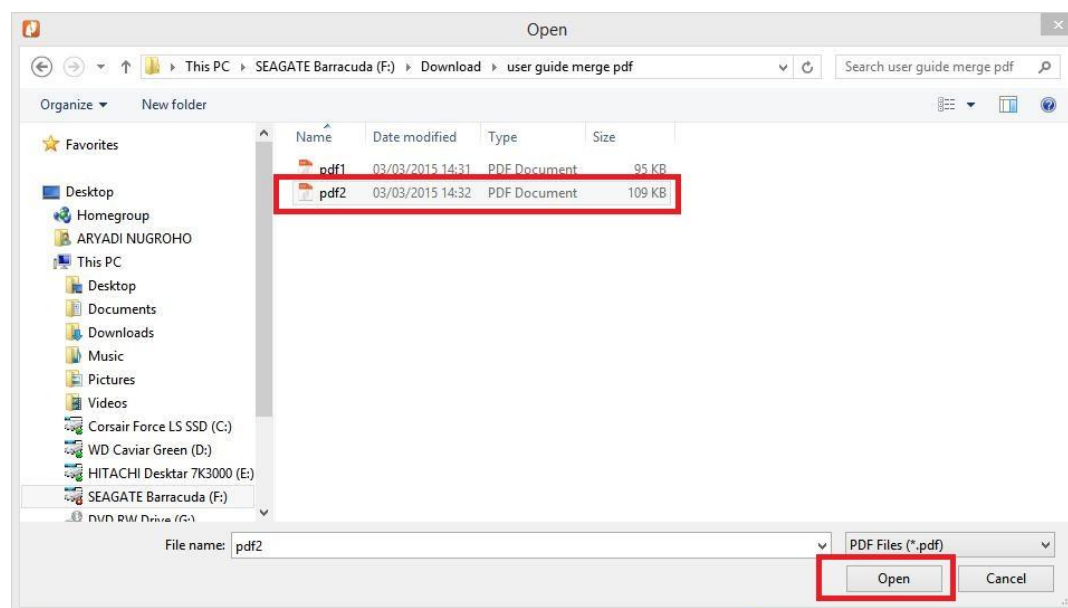 Open
This PC SEAGATE Barracuda (F:) Download user guide merge pdf Search user guide merge pdf
Organize New folder
Favorites
Desktop
Homegroup
ARYADI NUGROHO
This PC
Desktop
Documents
Downloads
Music
Pictures
Videos
Corsair Force LS SSD (C:)
WD Caviar Green (D:)
HITACHI Desktar 7K3000 (E:)
SEAGATE Barracuda (F:)
DVD RW Drive (G:)
Name Date modified Type Size
pdf1 03/03/2015 14:31 PDF Document 95 KB
pdf2 03/03/2015 14:32 PDF Document 109 KB
File name: pdf2 PDF Files (*.pdf)
Open Cancel